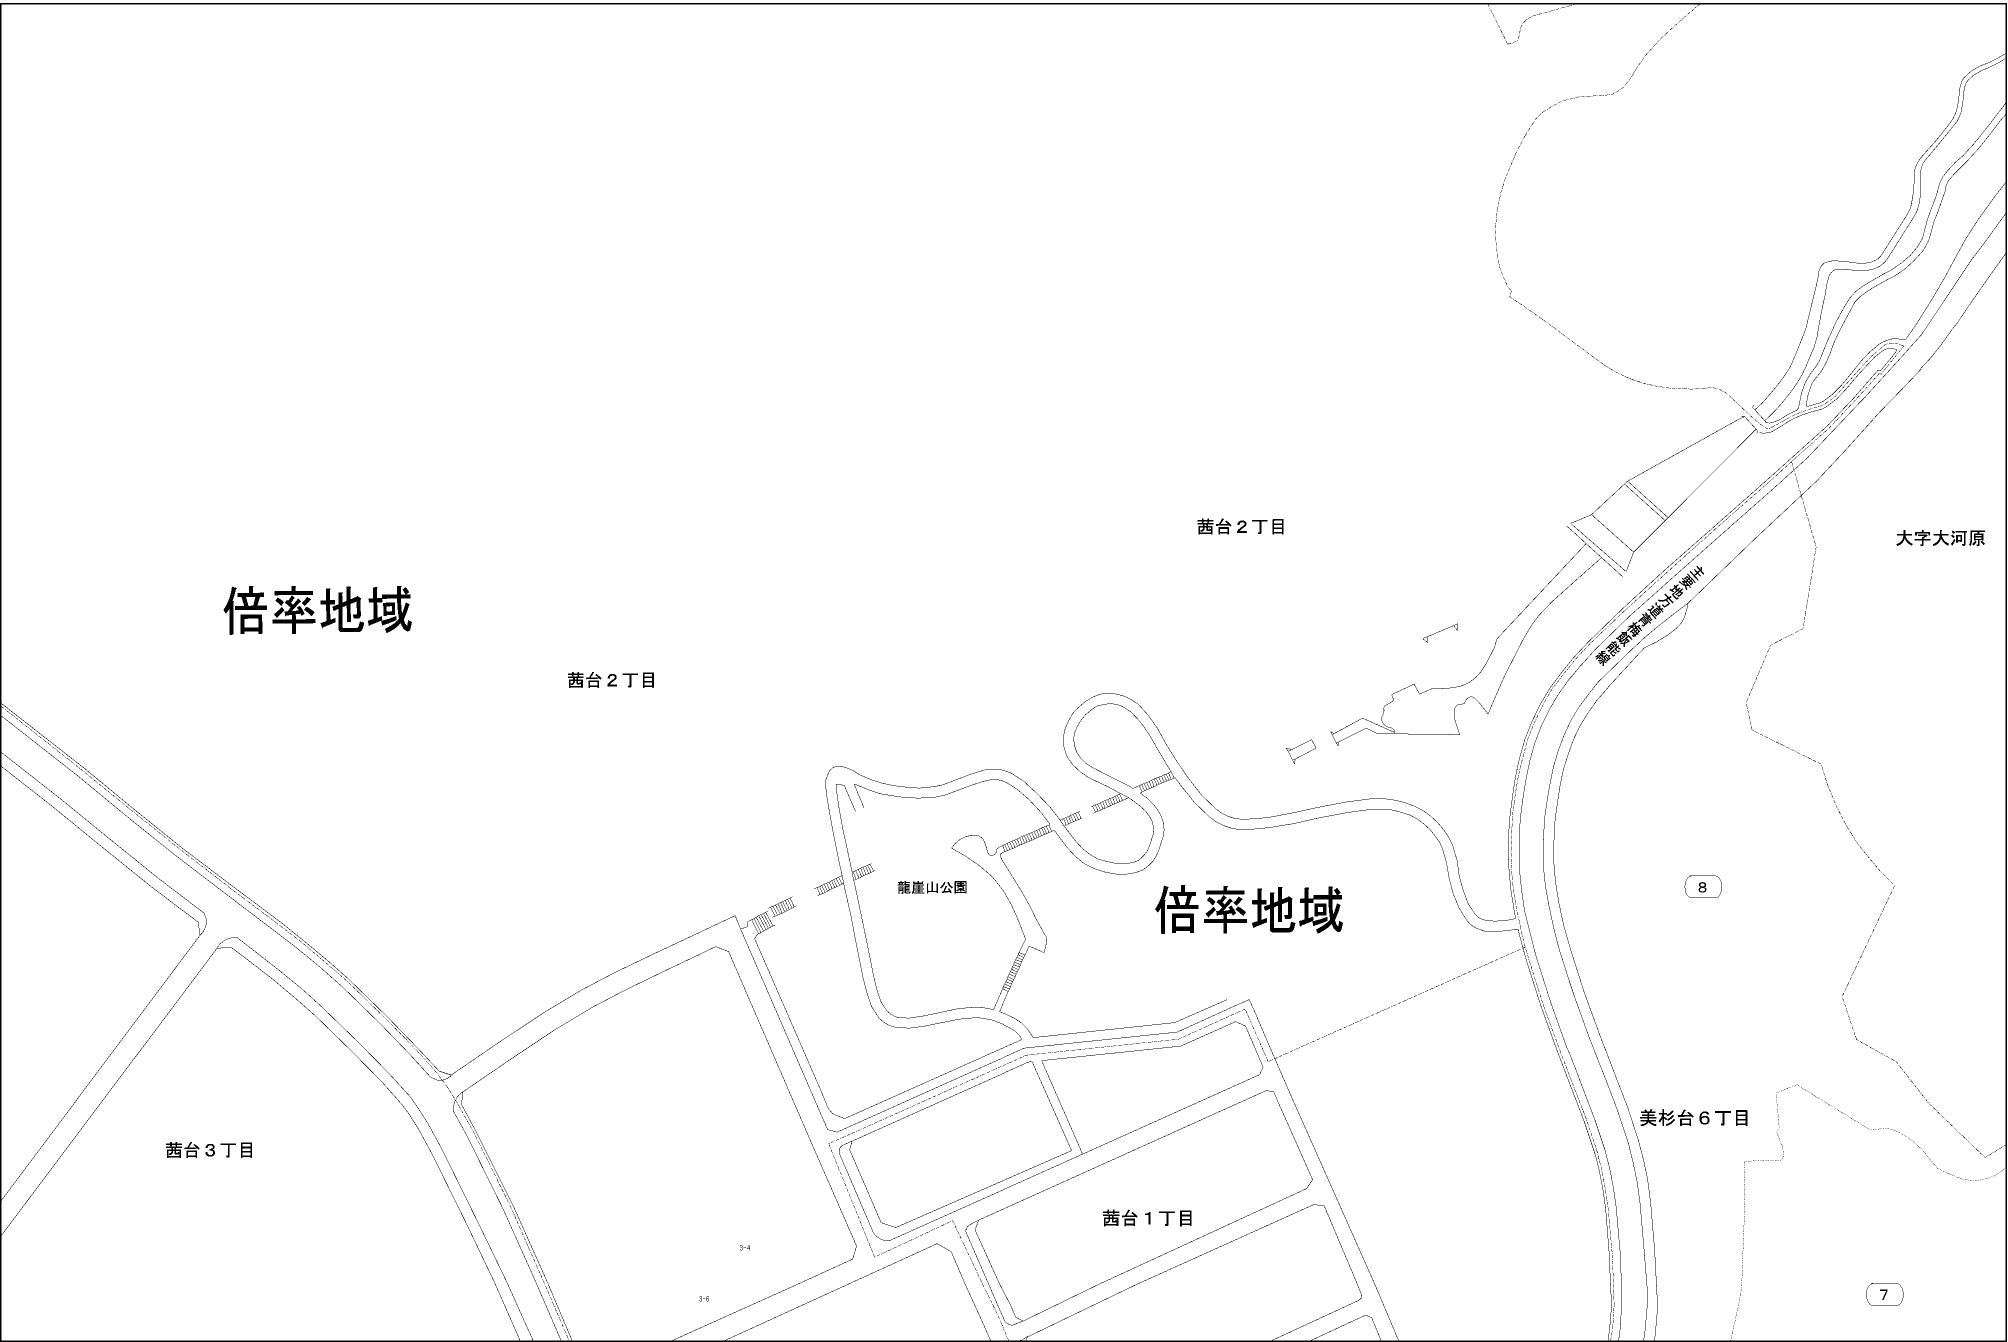 茜台２丁目
大字大河原
倍率地域
主要地方道青梅飯能線
茜台２丁目
龍崖山公園
8
倍率地域
美杉台６丁目
茜台３丁目
茜台１丁目
3-4
3-6
7